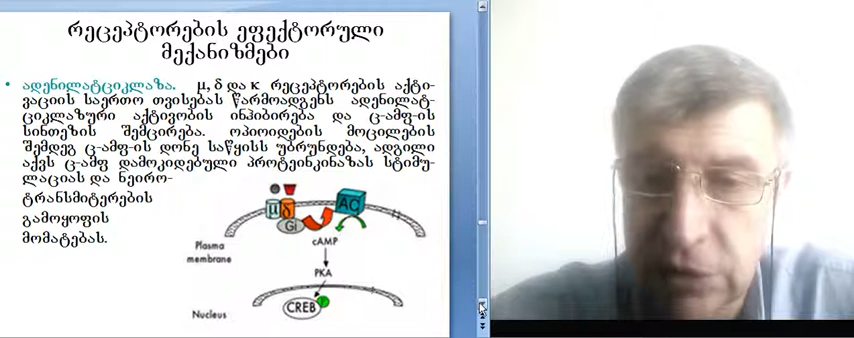 რეცეპტორების ეფექტორული
მექანიზმები
• ადენილატციკლაზა. μ, δ და κ რეცეპტორების აქტი-
ვაციის საერთო თვისებას წარმოადგენს ადენილატ-
ციკლაზური აქტივობის ინჰიბირება და ც-ამფ-ის
სინთეზის შემცირება. ოპიოიდების მოცილების
შემდეგ ც-ამფ-ის დონე საწყისს უბრუნდება, ადგილი
აქვს ც-ამფ დამოკიდებული პროტეინკინაზას სტიმუ-
ლაციას და ნეირო-
ტრანსმიტერების
გამოყოფის
მომატებას.
μ δ AC
GI
cAMP
Plasma
membrane
PKA
CREB P
Nucleus